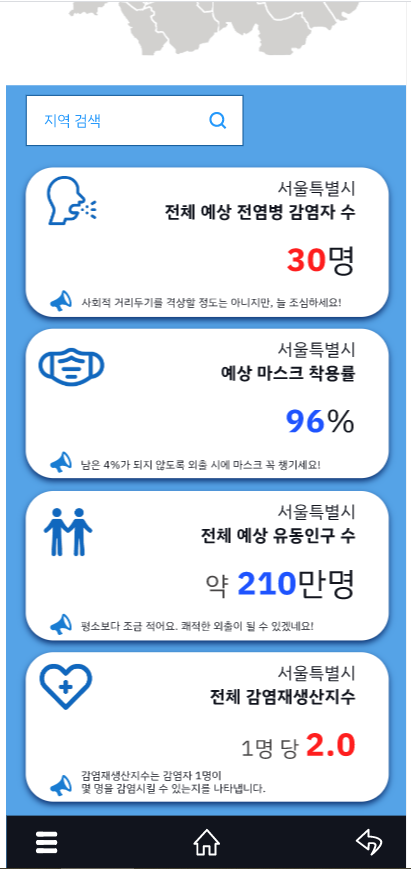 지역 검색
서울특별시
전체 예상 전염병 감염자 수
30명
사회적 거리두기를 격상할 정도는 아니지만, 늘 조심하세요!
서울특별시
예상 마스크 착용률
96%
남은 4%가 되지 않도록 외출 시에 마스크 꼭 챙기세요!
서울특별시
전체 예상 유동인구 수
약 210만명
평소보다 조금 적어요. 쾌적한 외출이 될 수 있겠네요!
서울특별시
전체 감염재생산지수
1명 당 2.0
감염재생산지수는 감염자 1명이
몇 명을 감염시킬 수 있는지를 나타냅니다.